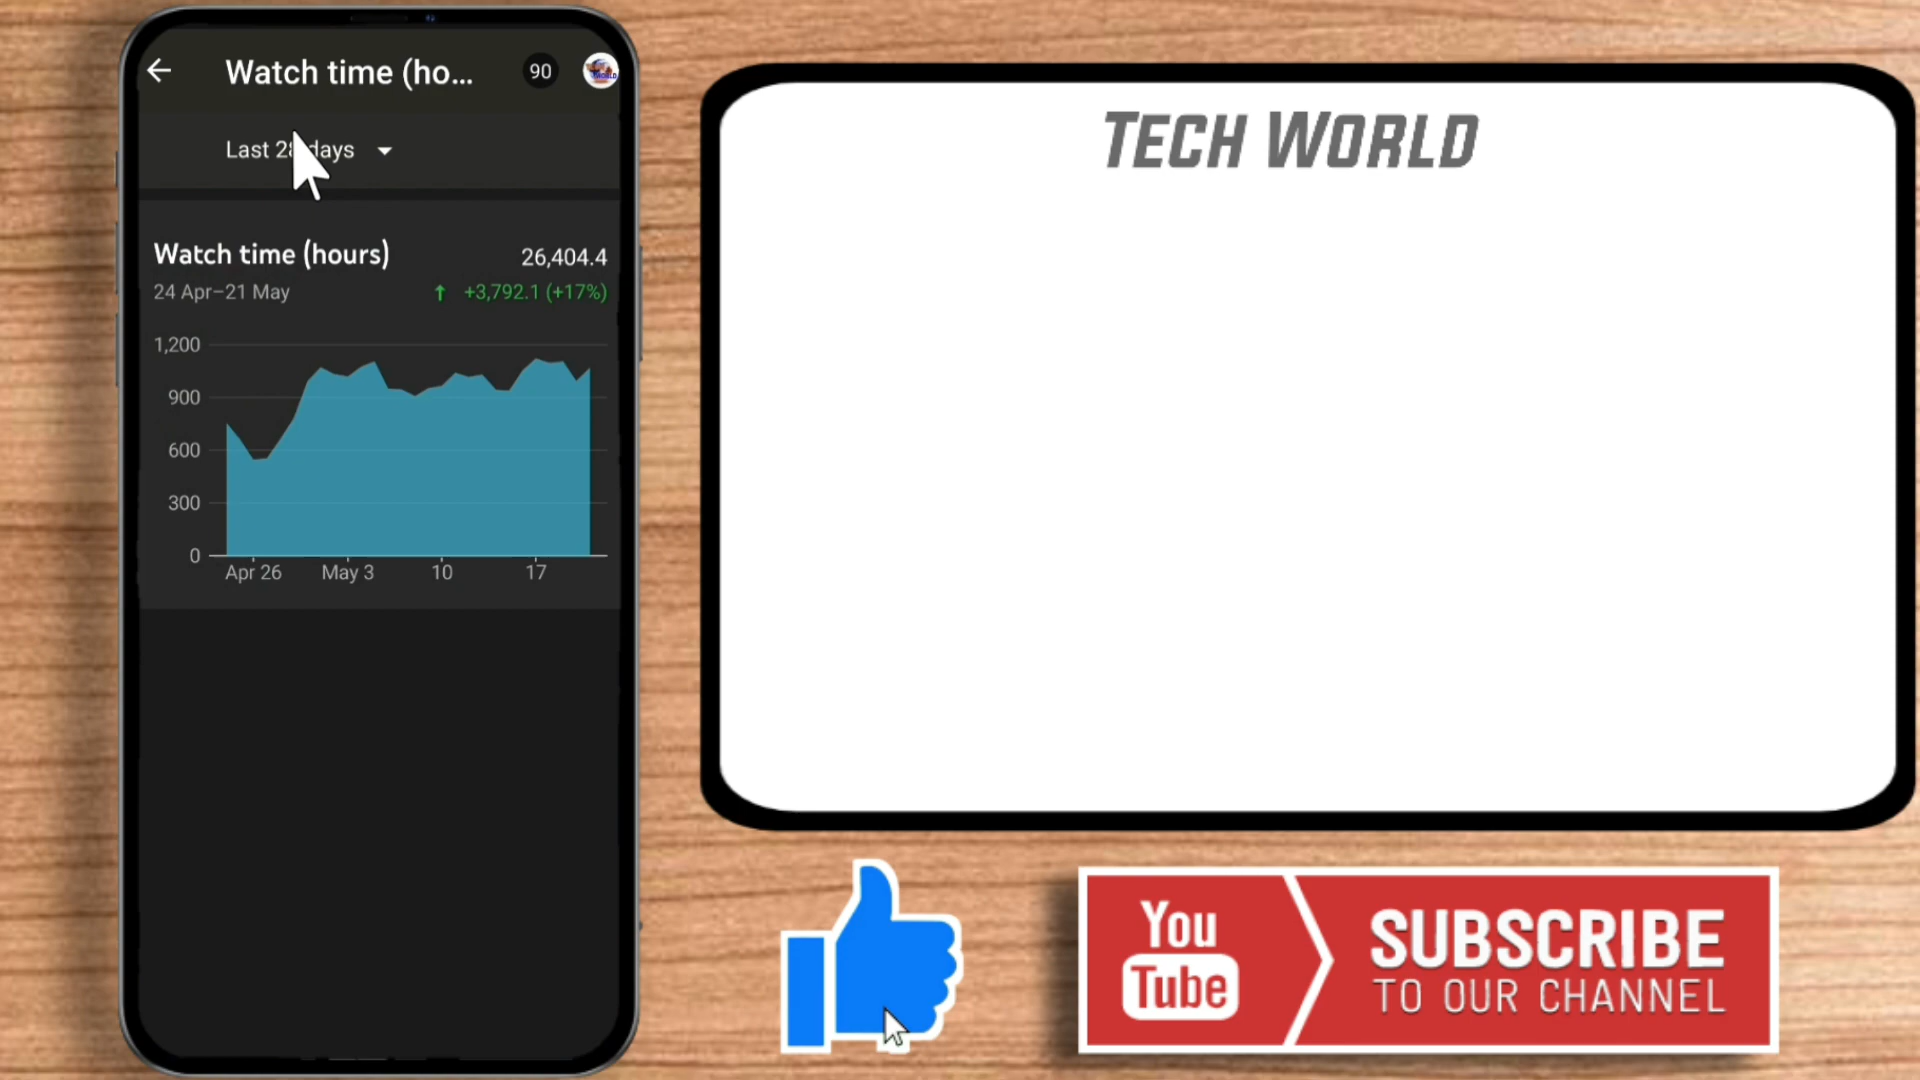 Watch time (ho...
90
Last 28 days
Watch time (hours)
26,404.4
24 Apr–21 May
+3,792.1 (+17%)
1,200
900
600
300
0
Apr 26
May 3
10
17
TECH WORLD
You
Tube
SUBSCRIBE
TO OUR CHANNEL